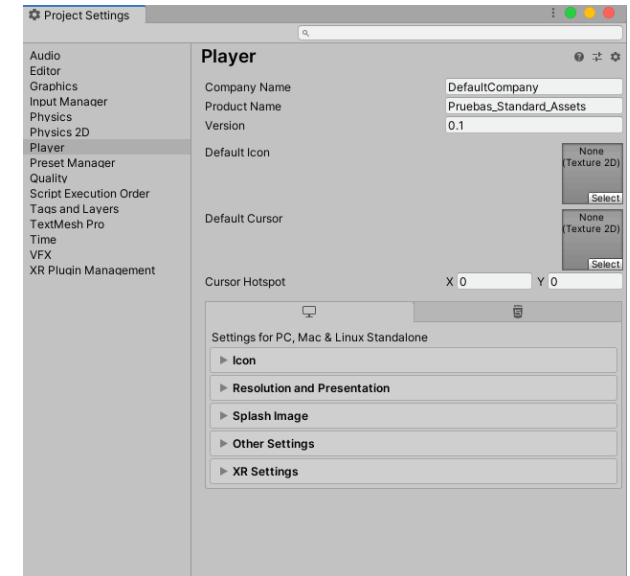 Project Settings
Audio
Editor
Graphics
Input Manager
Physics
Physics 2D
Player
Preset Manager
Quality
Script Execution Order
Tags and Layers
TextMesh Pro
Time
VFX
XR Plugin Management
Player
Company Name DefaultCompany
Product Name Pruebas_Standard_Assets
Version 0.1
Default Icon
None
(Texture 2D)
Select
Default Cursor
None
(Texture 2D)
Select
Cursor Hotspot X 0 Y 0
Settings for PC, Mac & Linux Standalone
Icon
Resolution and Presentation
Splash Image
Other Settings
XR Settings